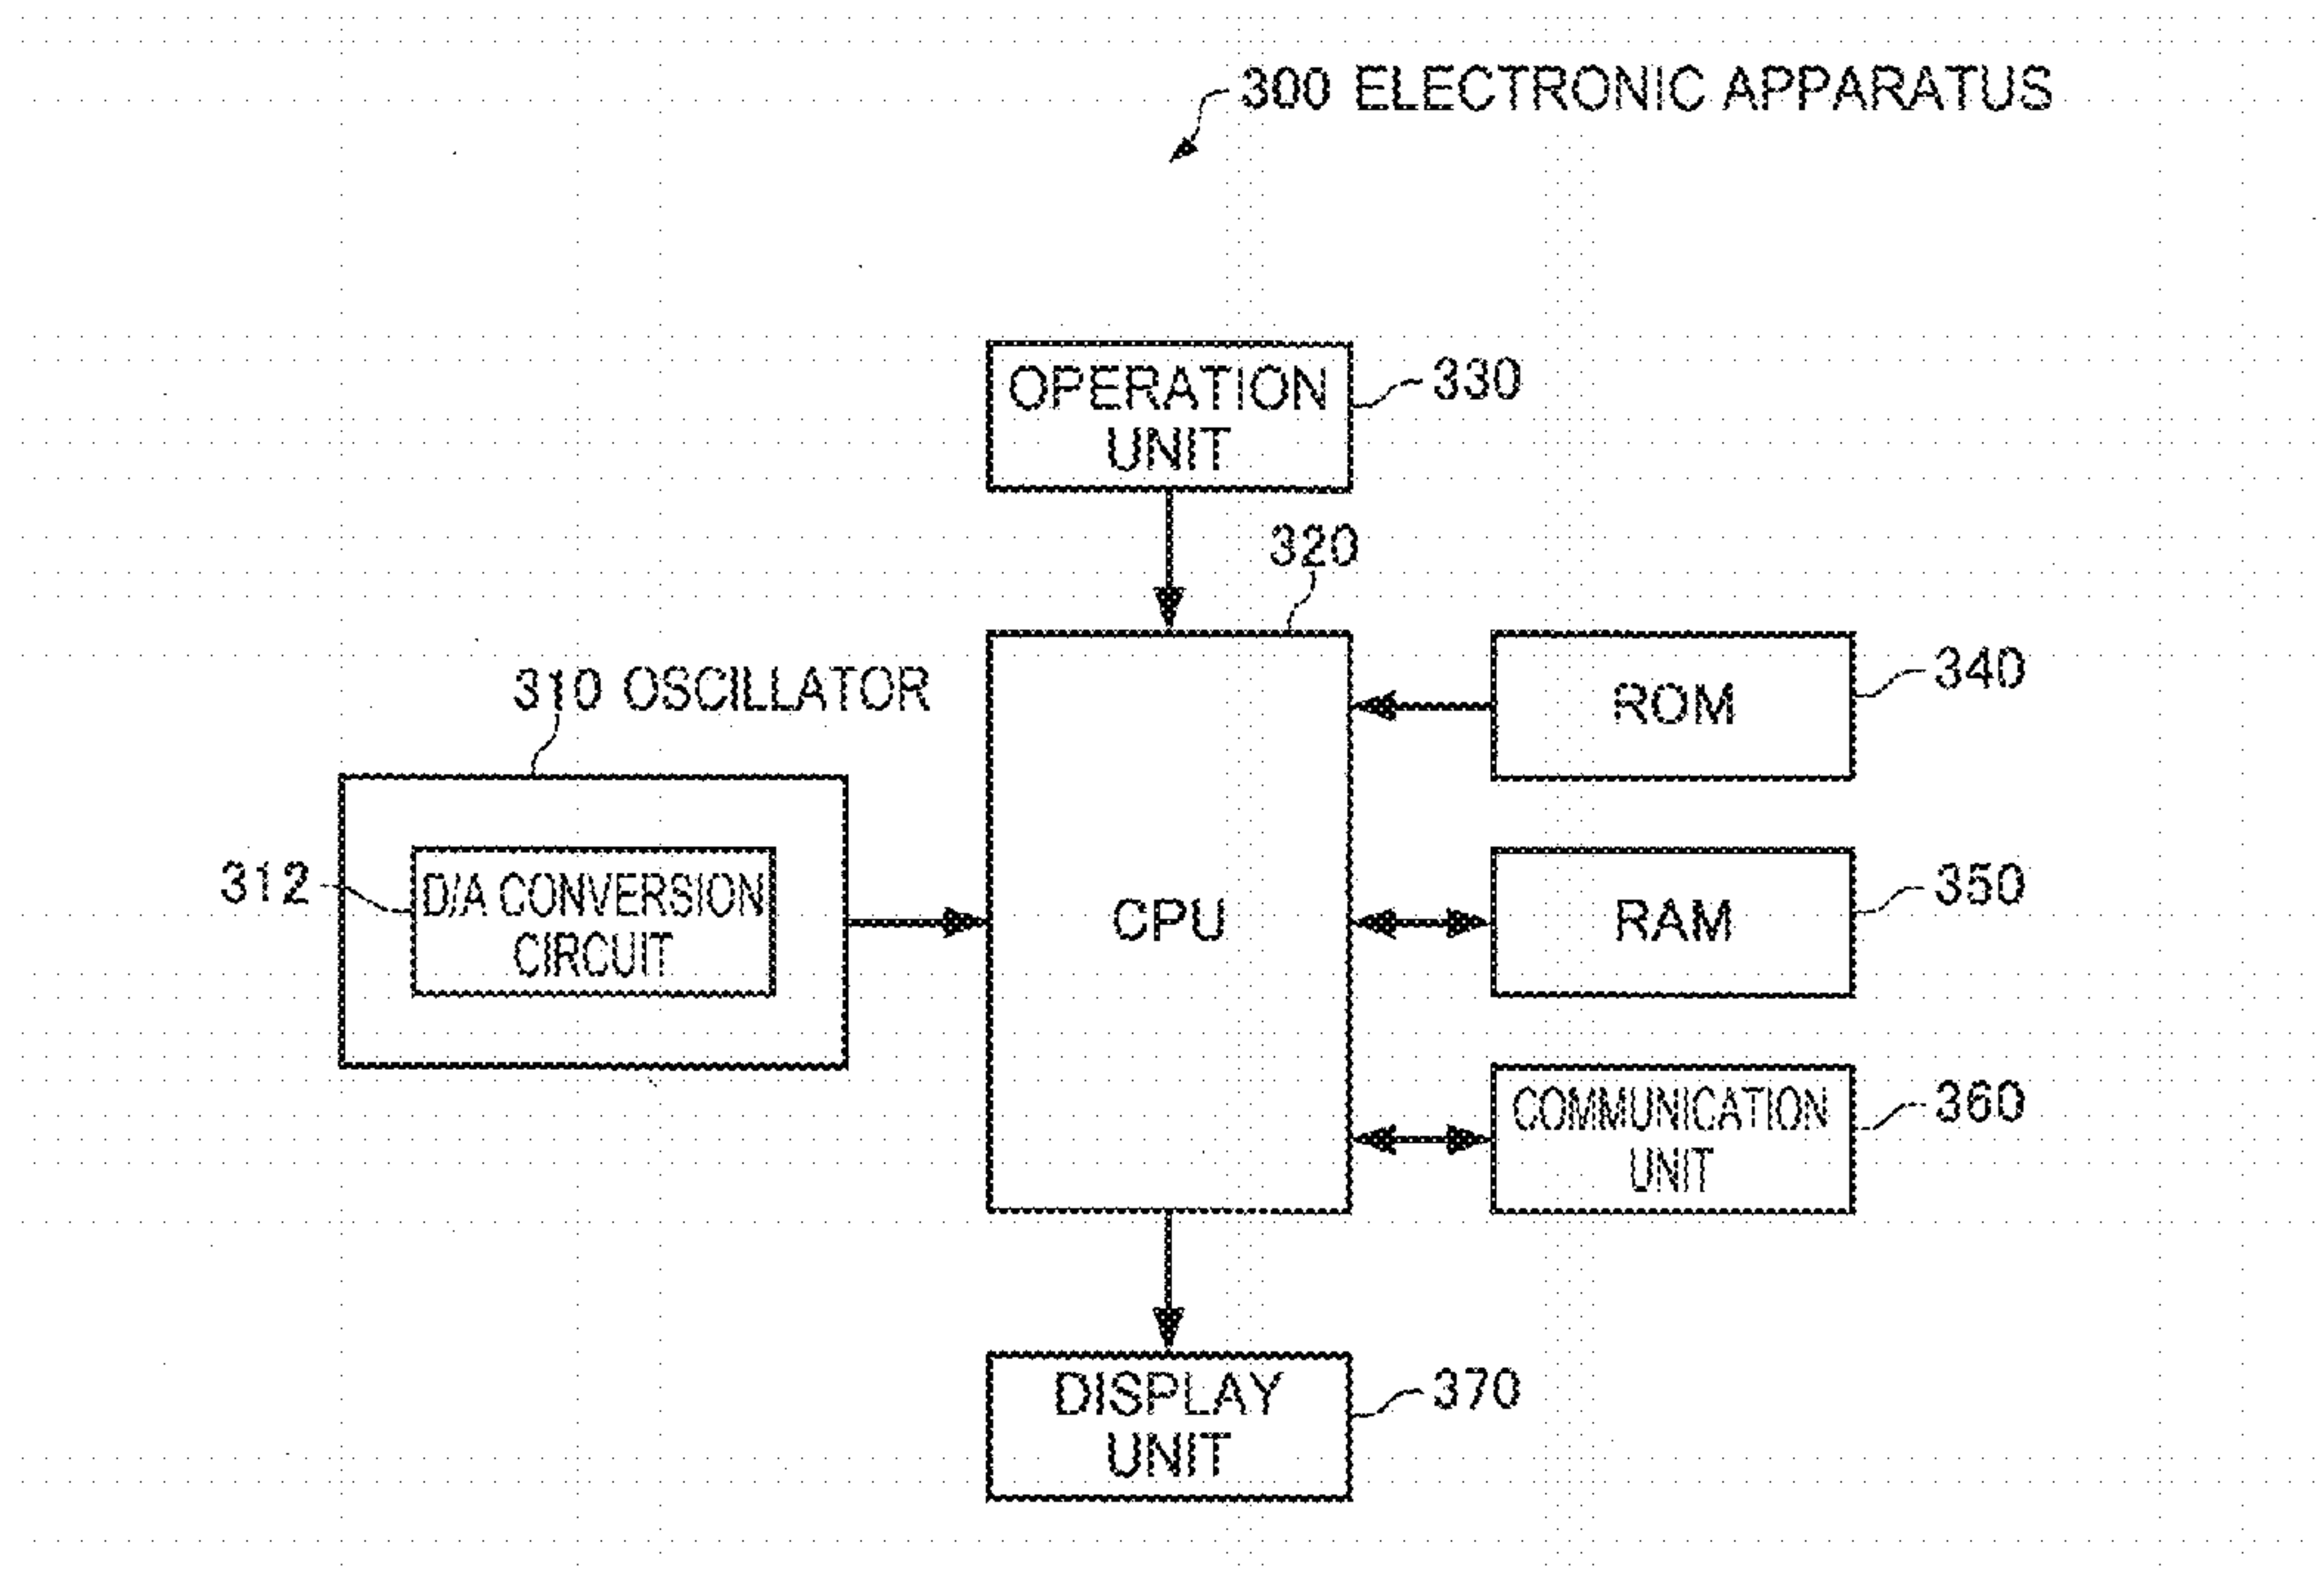 300 ELECTRONIC APPARATUS
OPERATION
UNIT
330
320
310 OSCILLATOR
ROM
340
312
D/A CONVERSION
CIRCUIT
CPU
RAM
350
COMMUNICATION
UNIT
360
DISPLAY
UNIT
370